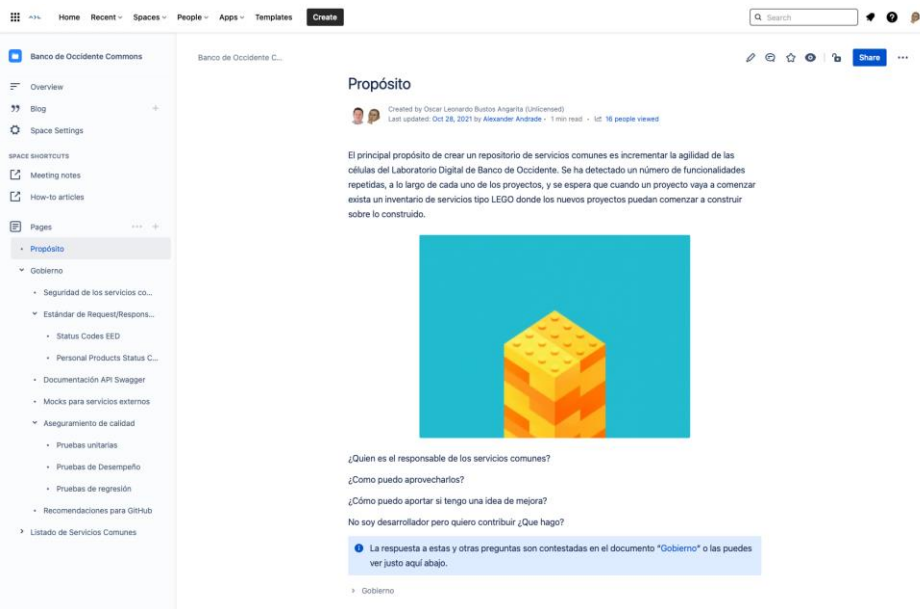 Home Recent Spaces People Apps Templates Create Search
Banco de Occidente Commons
Overview
Blog
Space Settings
SPACE SHORTCUTS
Meeting notes
How-to articles
Pages
Propósito
Gobierno
Seguridad de los servicios co...
Estándar de Request/Respons...
Status Codes EED
Personal Products Status C...
Documentación API Swagger
Mocks para servicios externos
Aseguramiento de calidad
Pruebas unitarias
Pruebas de Desempeño
Pruebas de regresión
Recomendaciones para GitHub
Listado de Servicios Comunes
Banco de Occidente C...
Share
Propósito
Created by Oscar Leonardo Bustos Angarita (Unlicensed)
Last updated: Oct 28, 2021 by Alexander Andrade • 1 min read • 16 people viewed
El principal propósito de crear un repositorio de servicios comunes es incrementar la agilidad de las
células del Laboratorio Digital de Banco de Occidente. Se ha detectado un número de funcionalidades
repetidas, a lo largo de cada uno de los proyectos, y se espera que cuando un proyecto vaya a comenzar
exista un inventario de servicios tipo LEGO donde los nuevos proyectos puedan comenzar a construir
sobre lo construido.
¿Quien es el responsable de los servicios comunes?
¿Como puedo aprovecharlos?
¿Cómo puedo aportar si tengo una idea de mejora?
No soy desarrollador pero quiero contribuir ¿Que hago?
La respuesta a estas y otras preguntas son contestadas en el documento "Gobierno" o las puedes
ver justo aquí abajo.
Gobierno